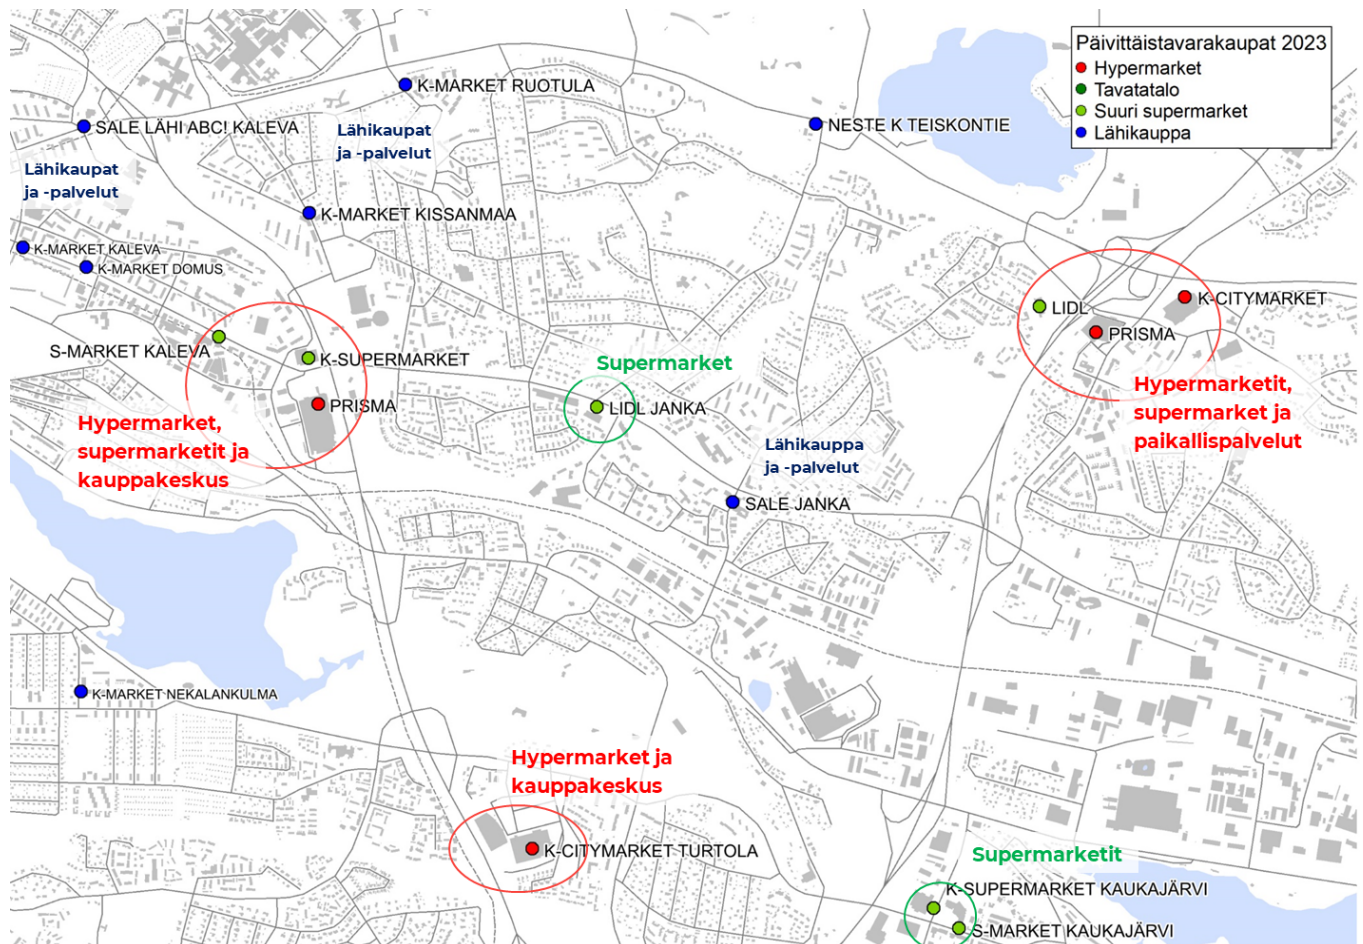 Päivittäistavarakaupat 2023
Hypermarket
Tavatatalo
Suuri supermarket
Lähikauppa
K-MARKET RUOTULA
SALE LÄHI ABC! KALEVA
Lähikaupat
ja -palvelut
NESTE K TEISKONTIE
Lähikaupat
ja -palvelut
K-MARKET KISSANMAA
K-MARKET KALEVA
K-MARKET DOMUS
K-CITYMARKET
LIDL
PRISMA
S-MARKET KALEVA
K-SUPERMARKET
Supermarket
Hypermarketit,
supermarket ja
paikallispalvelut
PRISMA
LIDL JANKA
Hypermarket,
supermarketit ja
kauppakeskus
Lähikauppa
ja -palvelut
SALE JANKA
K-MARKET NEKALANKULMA
Hypermarket ja
kauppakeskus
K-CITYMARKET TURTOLA
Supermarketit
K-SUPERMARKET KAUKAJÄRVI
S-MARKET KAUKAJÄRVI